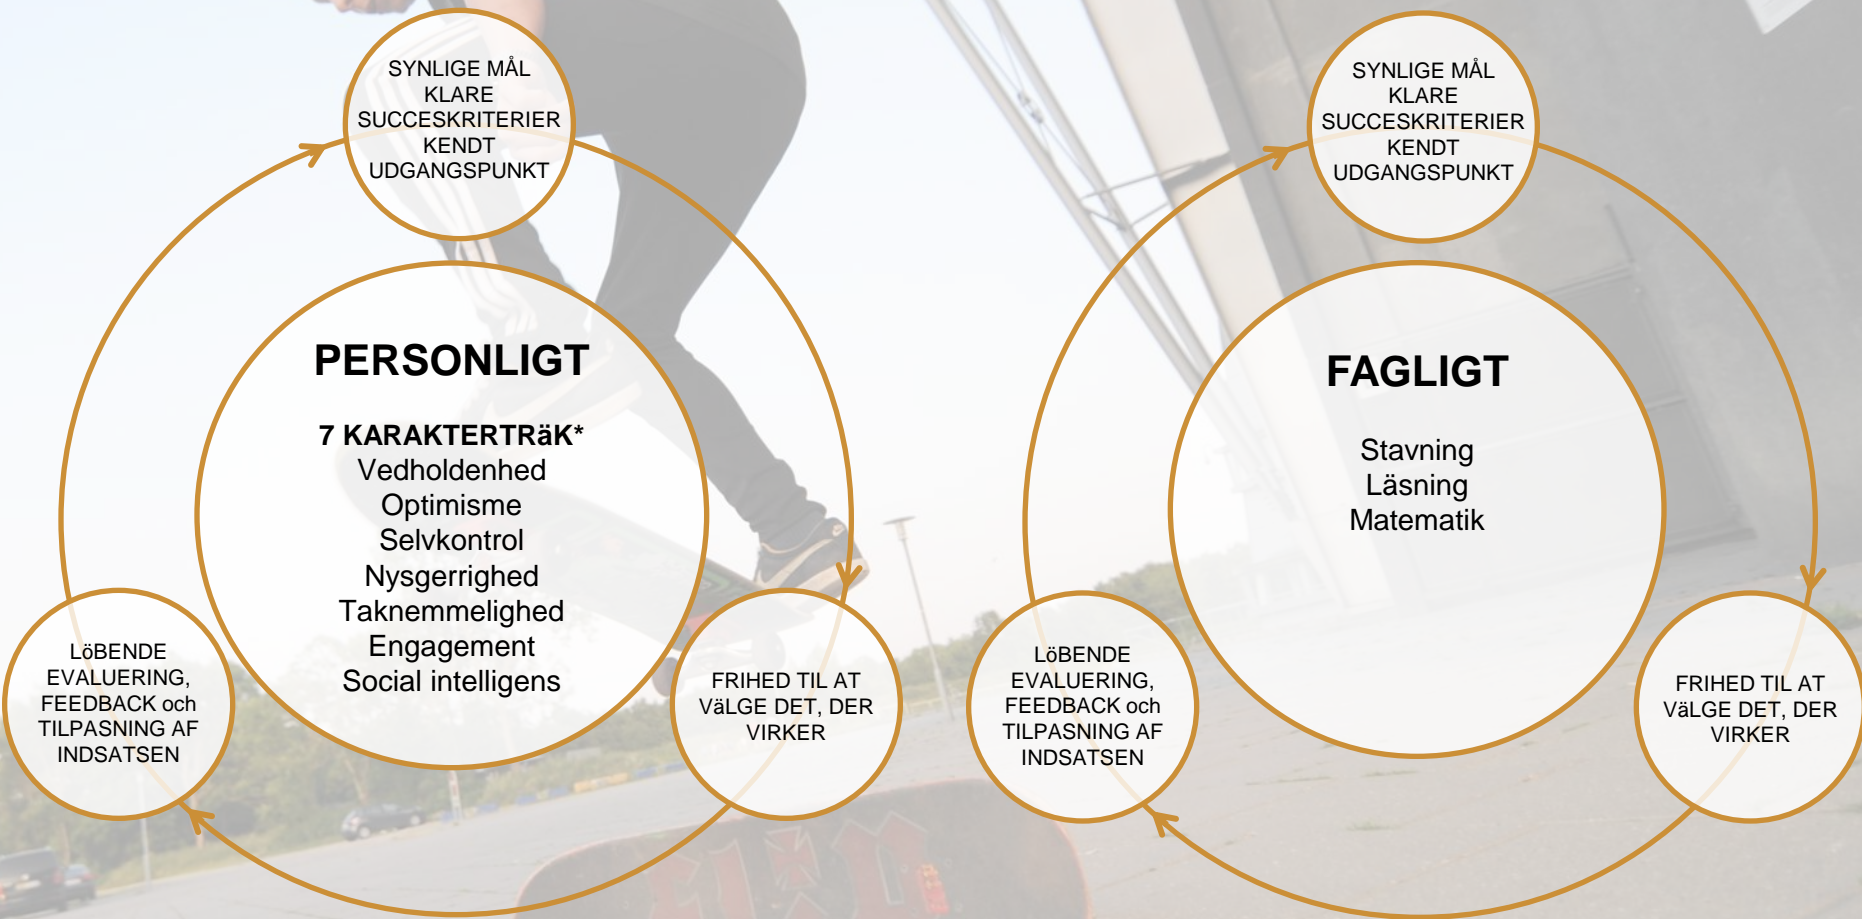 SYNLIGE MÅL
KLARE
SUCCESKRITERIER
KENDT
UDGANGSPUNKT
PERSONLIGT
7 KARAKTERTRäK*
Vedholdenhed
Optimisme
Selvkontrol
Nysgerrighed
Taknemmelighed
Engagement
Social intelligens
FRIHED TIL AT
VäLGE DET, DER
VIRKER
LöBENDE
EVALUERING,
FEEDBACK och
TILPASNING AF
INDSATSEN
SYNLIGE MÅL
KLARE
SUCCESKRITERIER
KENDT
UDGANGSPUNKT
FAGLIGT
Stavning
Läsning
Matematik
FRIHED TIL AT
VäLGE DET, DER
VIRKER
LöBENDE
EVALUERING,
FEEDBACK och
TILPASNING AF
INDSATSEN